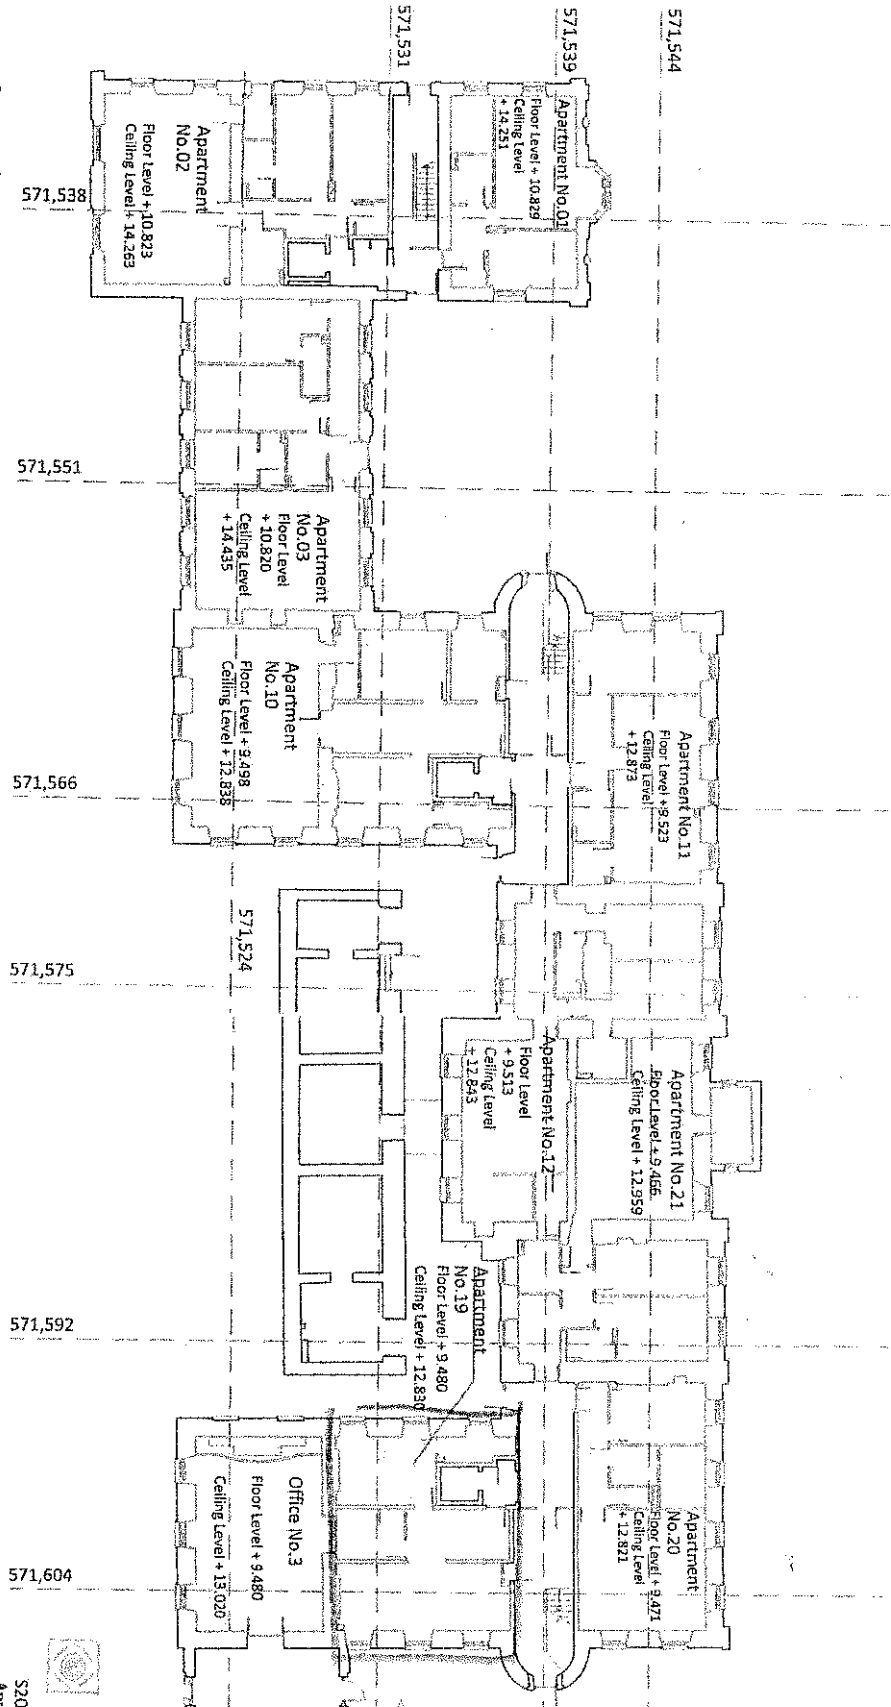 571,531
571,539
571,544
Apartment No.01
Floor Level + 10.829
Ceiling Level
+ 14.251
Apartment
No.02
Floor Level + 10.823
Ceiling Level + 14.263
571,538
571,551
Apartment
No.03
Floor Level
+ 10.820
Ceiling Level
+ 14.435
Apartment
No.10
Floor Level + 9.498
Ceiling Level + 12.838
Apartment No.11
Floor Level + 9.523
Ceiling Level
+ 12.873
571,566
571,524
571,575
Apartment No.12
Floor Level
+ 9.513
Ceiling Level
+ 12.843
Apartment No.21
Floor Level + 9.466
Ceiling Level + 12.959
Apartment
No.19
Floor Level + 9.480
Ceiling Level + 12.830
571,592
Office No.3
Floor Level + 9.480
Ceiling Level + 13.020
Apartment
No.20
Floor Level + 9.471
Ceiling Level
+ 12.821
571,604
S20